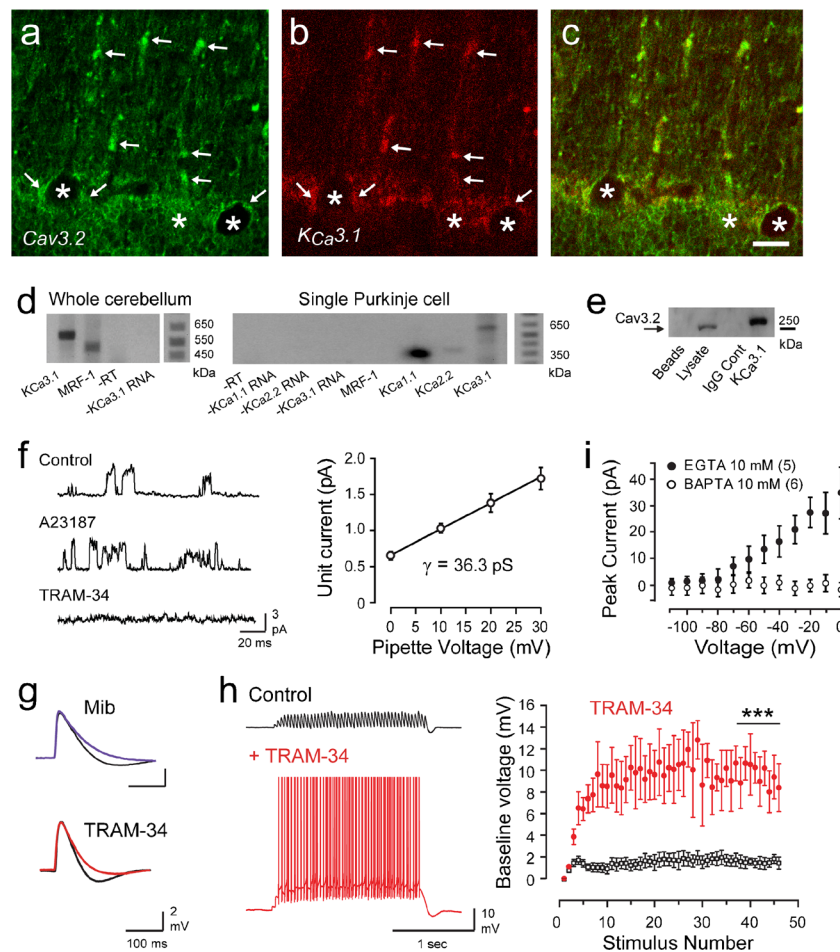 a
b
c
*
*
*
Cav3.2
*
*
*
KCa3.1
*
*
*
d
Whole cerebellum
650
550
450
kDa
KCa3.1
MRF-1
-RT
-KCa3.1 RNA
Single Purkinje cell
650
350
kDa
-RT
-KCa1.1 RNA
-KCa2.2 RNA
-KCa3.1 RNA
MRF-1
KCa1.1
KCa2.2
KCa3.1
e
Cav3.2
250
kDa
Beads
Lysate
IgG Cont
KCa3.1
f
Control
A23187
TRAM-34
3
pA
20 ms
Unit current (pA)
2.0
1.5
1.0
0.5
0
γ = 36.3 pS
0 10 20 30
Pipette Voltage (mV)
i
EGTA 10 mM (5)
BAPTA 10 mM (6)
Peak Current (pA)
40
30
20
10
0
-100 -80 -60 -40 -20 0
Voltage (mV)
g
Mib
TRAM-34
2
mV
100 ms
h
Control
+ TRAM-34
10
mV
1 sec
TRAM-34
***
Baseline voltage (mV)
16
14
12
10
8
6
4
2
0
0 10 20 30 40 50
Stimulus Number